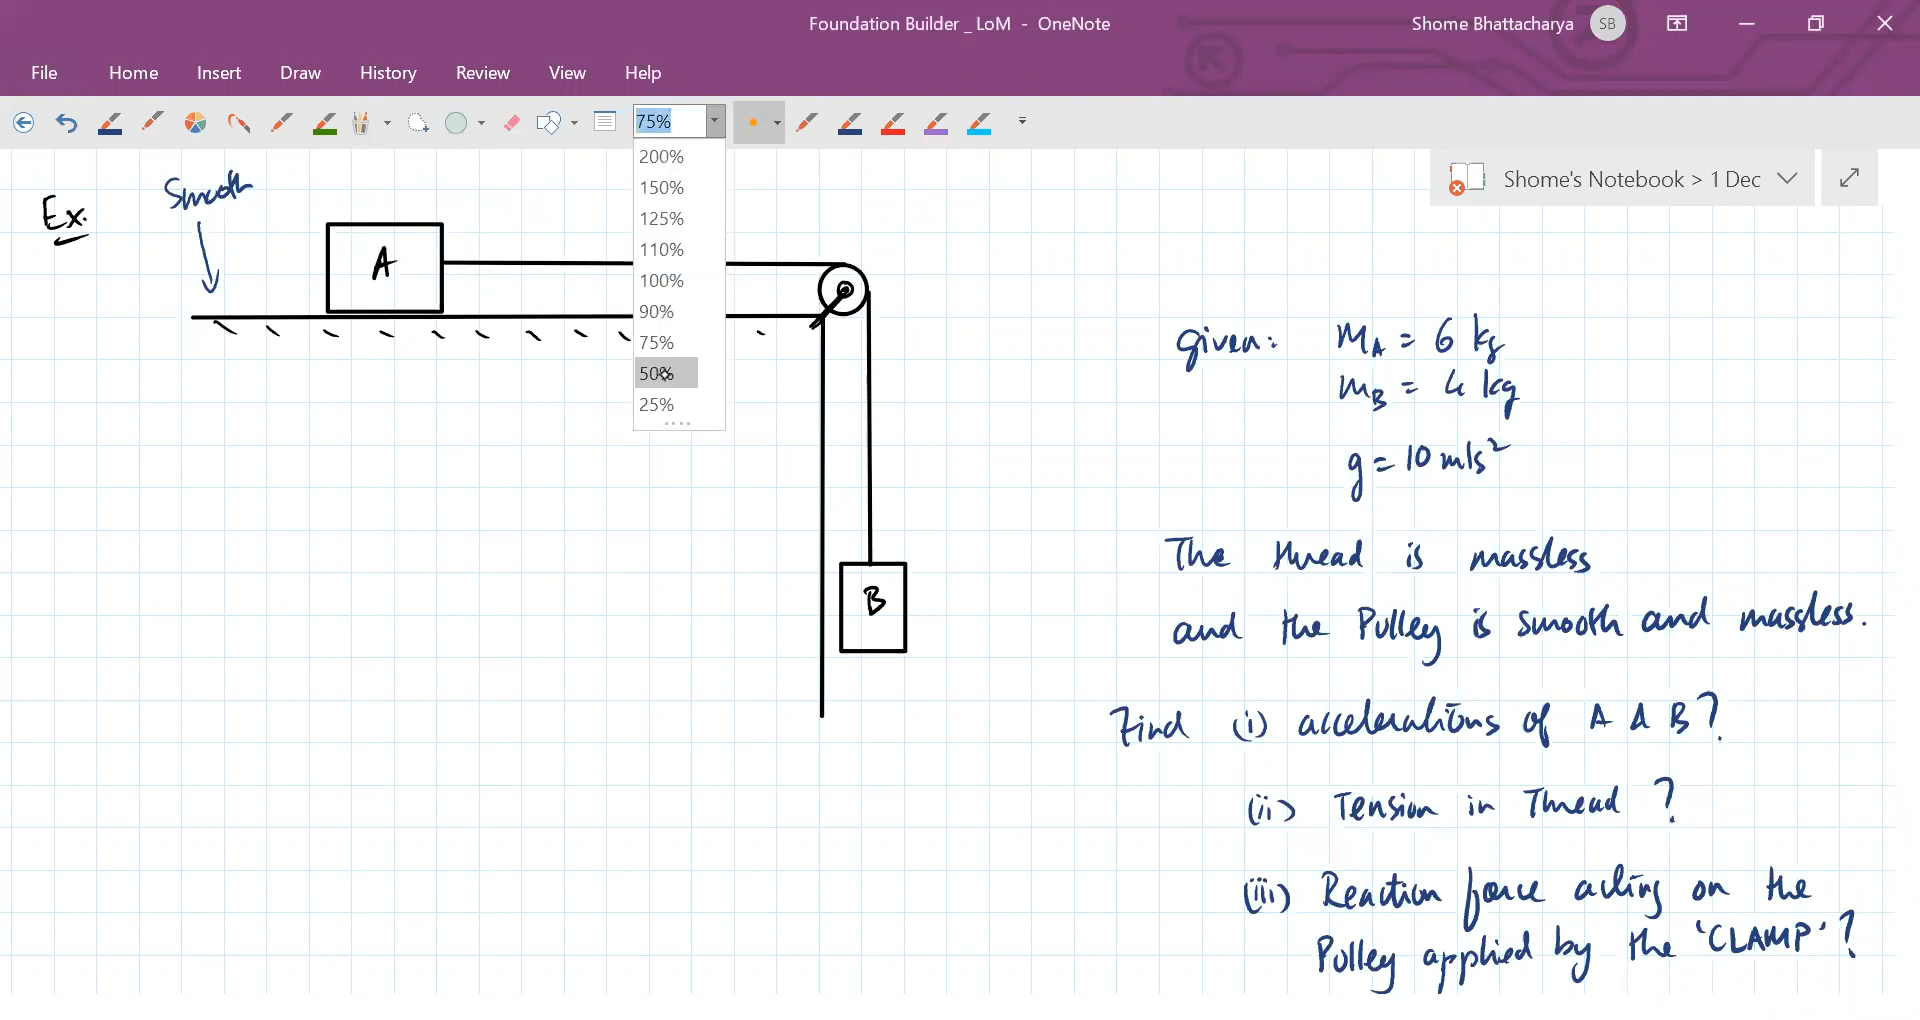 Foundation Builder _ LoM - OneNote
Shome Bhattacharya SB
File Home Insert Draw History Review View Help
75%
200%
150%
125%
110%
100%
90%
75%
50%
25%
Shome's Notebook > 1 Dec
Ex.
Smooth
A
B
given: mA = 6 kg
mB = 4 kg
g = 10 m/s²
The thread is massless
and the Pulley is smooth and massless.
Find (i) accelerations of A & B?
(ii) Tension in Thread ?
(iii) Reaction force acting on the
Pulley applied by the 'CLAMP'?